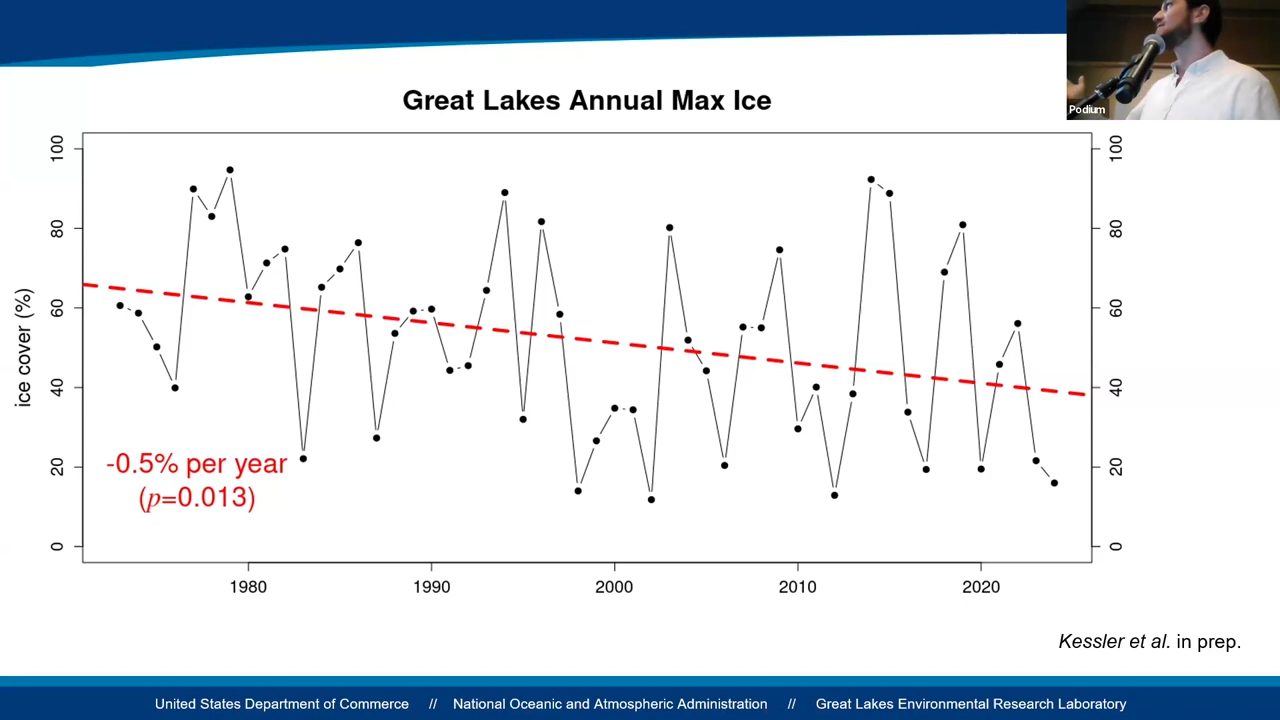 Podium
Great Lakes Annual Max Ice
100
80
60
40
20
0
ice cover (%)
100
80
60
40
20
0
-0.5% per year
(p=0.013)
1980
1990
2000
2010
2020
Kessler et al. in prep.
United States Department of Commerce // National Oceanic and Atmospheric Administration // Great Lakes Environmental Research Laboratory